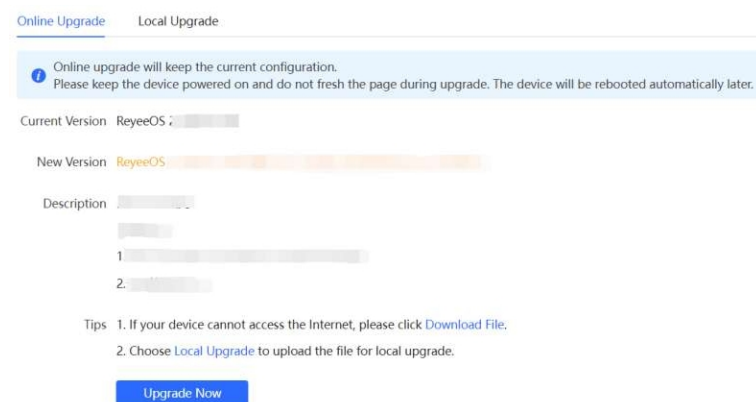 Online Upgrade Local Upgrade
Online upgrade will keep the current configuration.
Please keep the device powered on and do not fresh the page during upgrade. The device will be rebooted automatically later.
Current Version ReyeeOS
New Version ReyeeOS
Description
1
2.
Tips 1. If your device cannot access the Internet, please click Download File.
2. Choose Local Upgrade to upload the file for local upgrade.
Upgrade Now